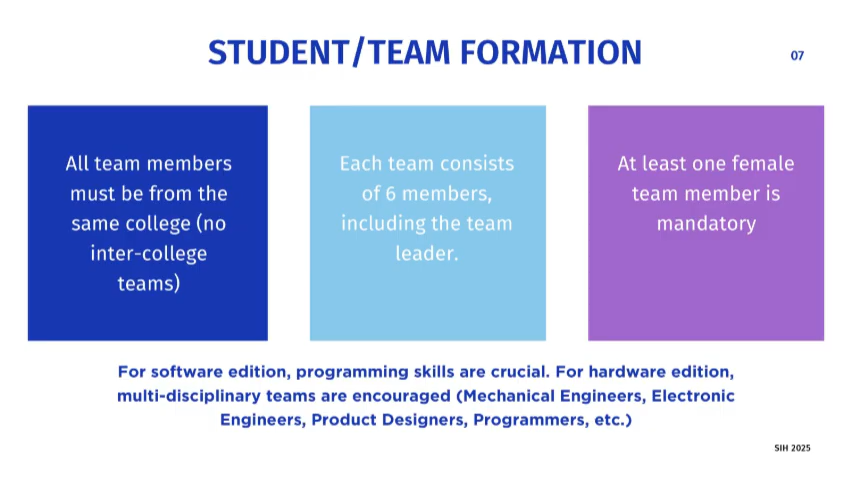 STUDENT/TEAM FORMATION
07
All team members
must be from the
same college (no
inter-college
teams)
Each team consists
of 6 members,
including the team
leader.
At least one female
team member is
mandatory
For software edition, programming skills are crucial. For hardware edition,
multi-disciplinary teams are encouraged (Mechanical Engineers, Electronic
Engineers, Product Designers, Programmers, etc.)
SIH 2025